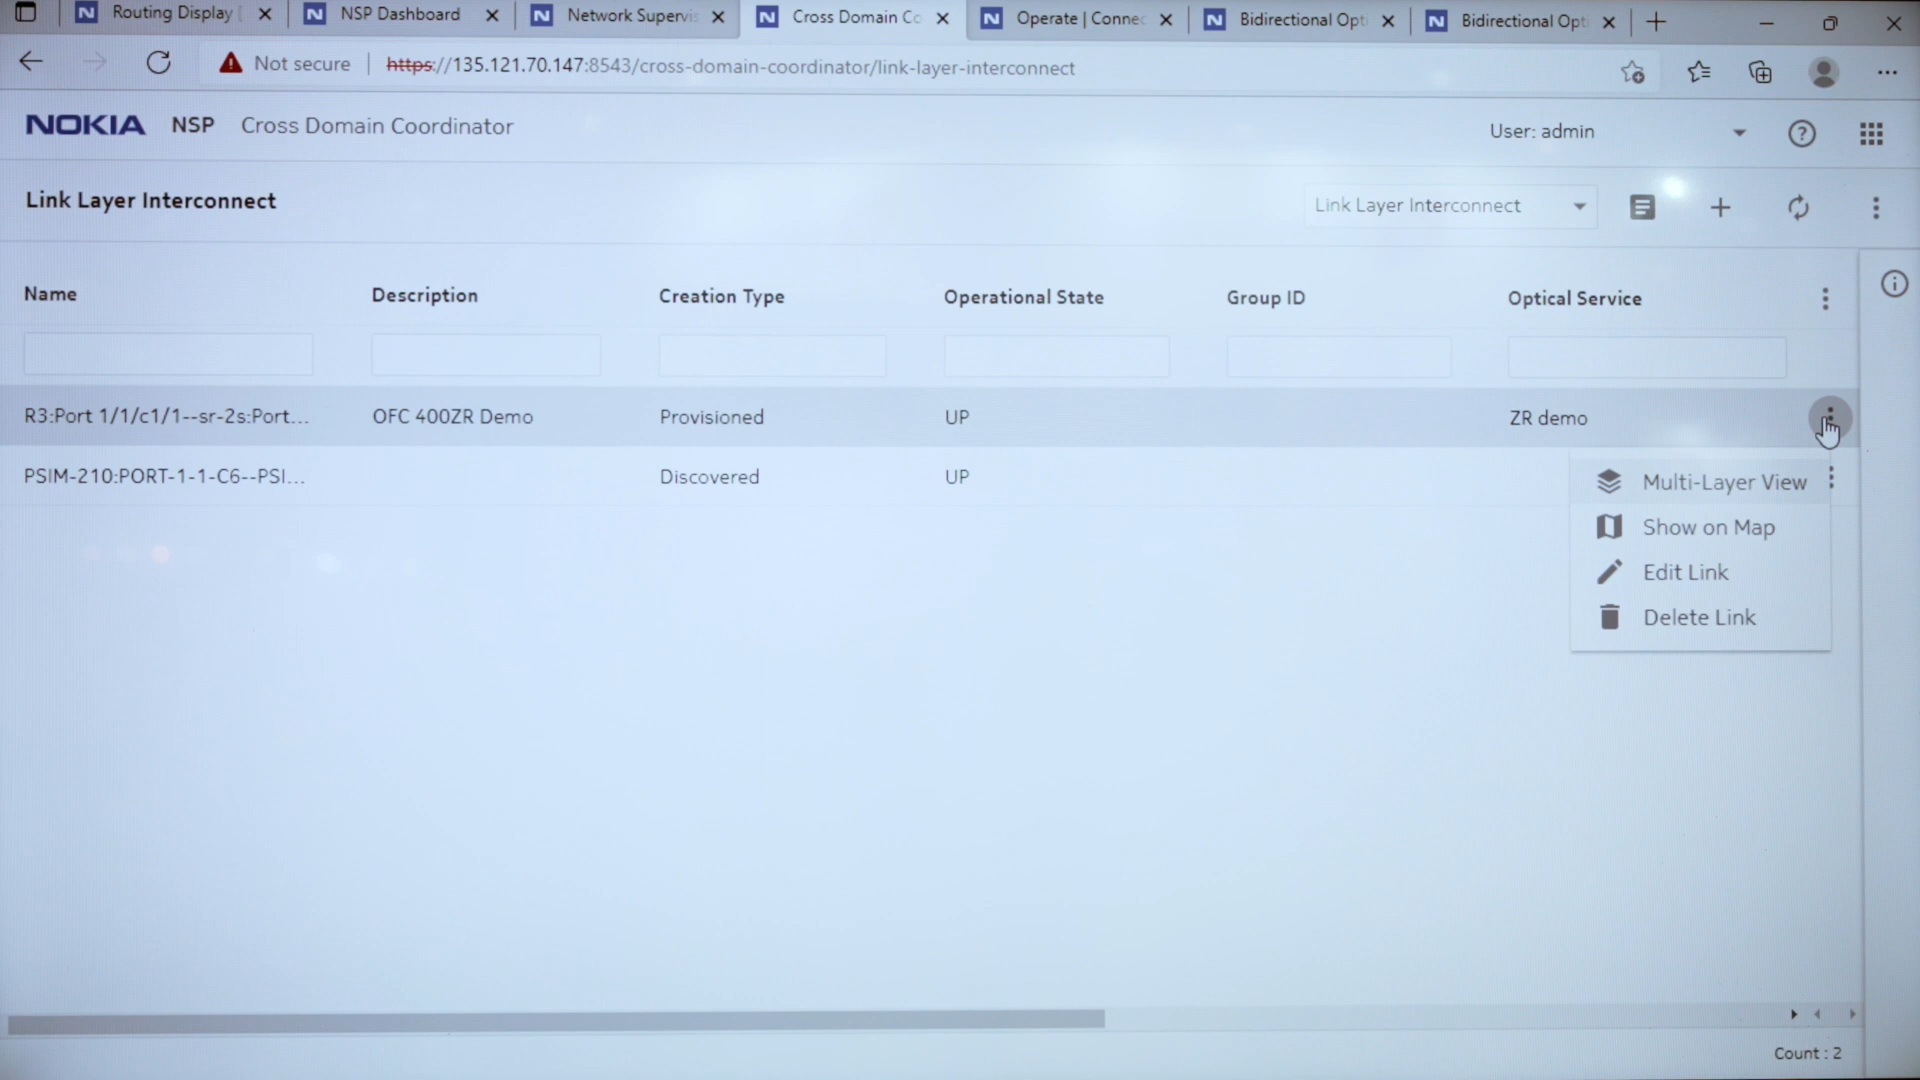 Routing Display
NSP Dashboard
Network Supervis
Cross Domain Co
Operate | Connec
Bidirectional Opti
Bidirectional Opti
Not secure
https://135.121.70.147:8543/cross-domain-coordinator/link-layer-interconnect
NOKIA NSP Cross Domain Coordinator
User: admin
Link Layer Interconnect
Link Layer Interconnect
Name Description Creation Type Operational State Group ID Optical Service
R3:Port 1/1/c1/1--sr-2s:Port... OFC 400ZR Demo Provisioned UP ZR demo
PSIM-210:PORT-1-1-C6--PSI... Discovered UP
Multi-Layer View
Show on Map
Edit Link
Delete Link
Count : 2